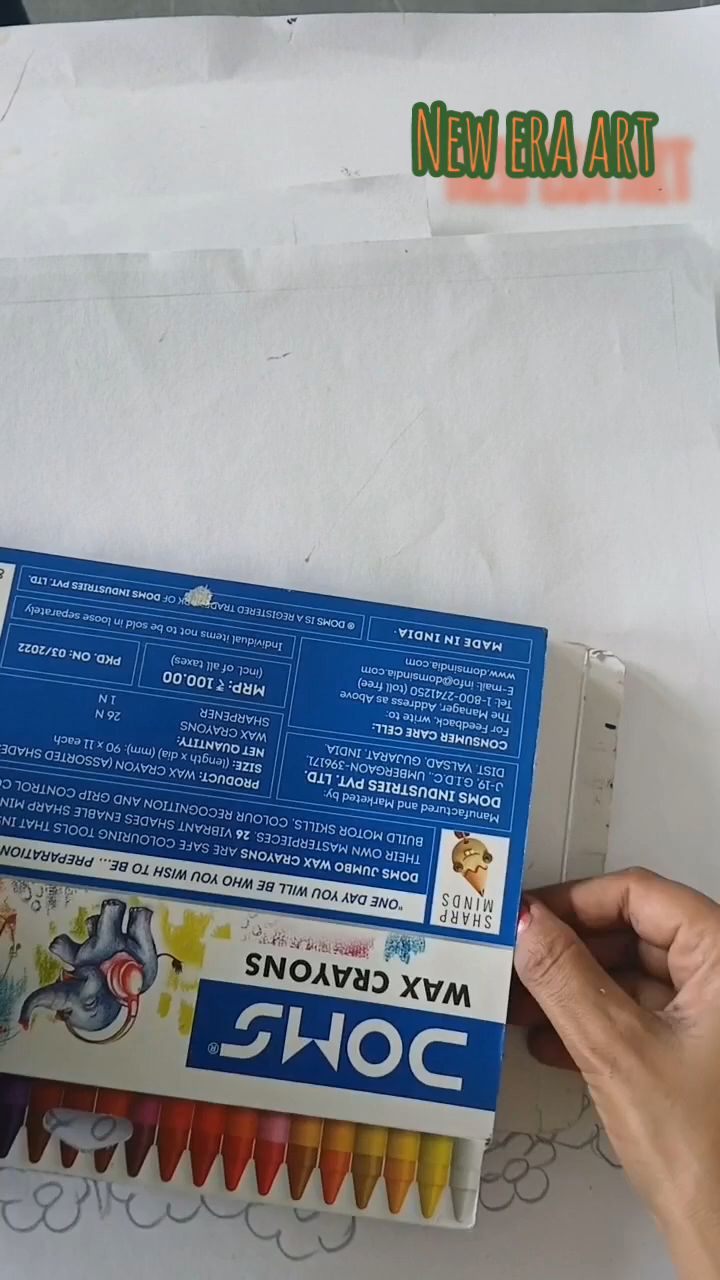 NEW ERA ART
DOMS®
WAX CRAYONS
SHARP
MINDS
"ONE DAY YOU WILL BE WHO YOU WISH TO BE... PREPARATION
DOMS JUMBO WAX CRAYONS ARE SAFE COLOURING TOOLS THAT
THEIR OWN MASTERPIECES. 26 VIBRANT SHADES ENABLE SHARP
BUILD MOTOR SKILLS, COLOUR RECOGNITION AND GRIP CONTROL
Manufactured and Marketed by:
DOMS INDUSTRIES PVT. LTD.
J-19, G.I.D.C., UMBERGAON-396171,
DIST. VALSAD, GUJARAT, INDIA.
CONSUMER CARE CELL:
For Feedback, write to:
The Manager, Address as Above
Tel: 1-800-2741250 (toll free)
E-mail: info@domsindia.com
www.domsindia.com
MADE IN INDIA
PRODUCT: WAX CRAYON (ASSORTED
SIZE: (length x dia) (mm): 90 x 11 each
NET QUANTITY:
WAX CRAYONS 26 N
SHARPENER 1 N
MRP: ₹ 100.00
(incl. of all taxes)
PKD. ON: 03/2022
Individual items not to be sold in loose separately
® DOMS IS A REGISTERED OF DOMS INDUSTRIES PVT. LTD.